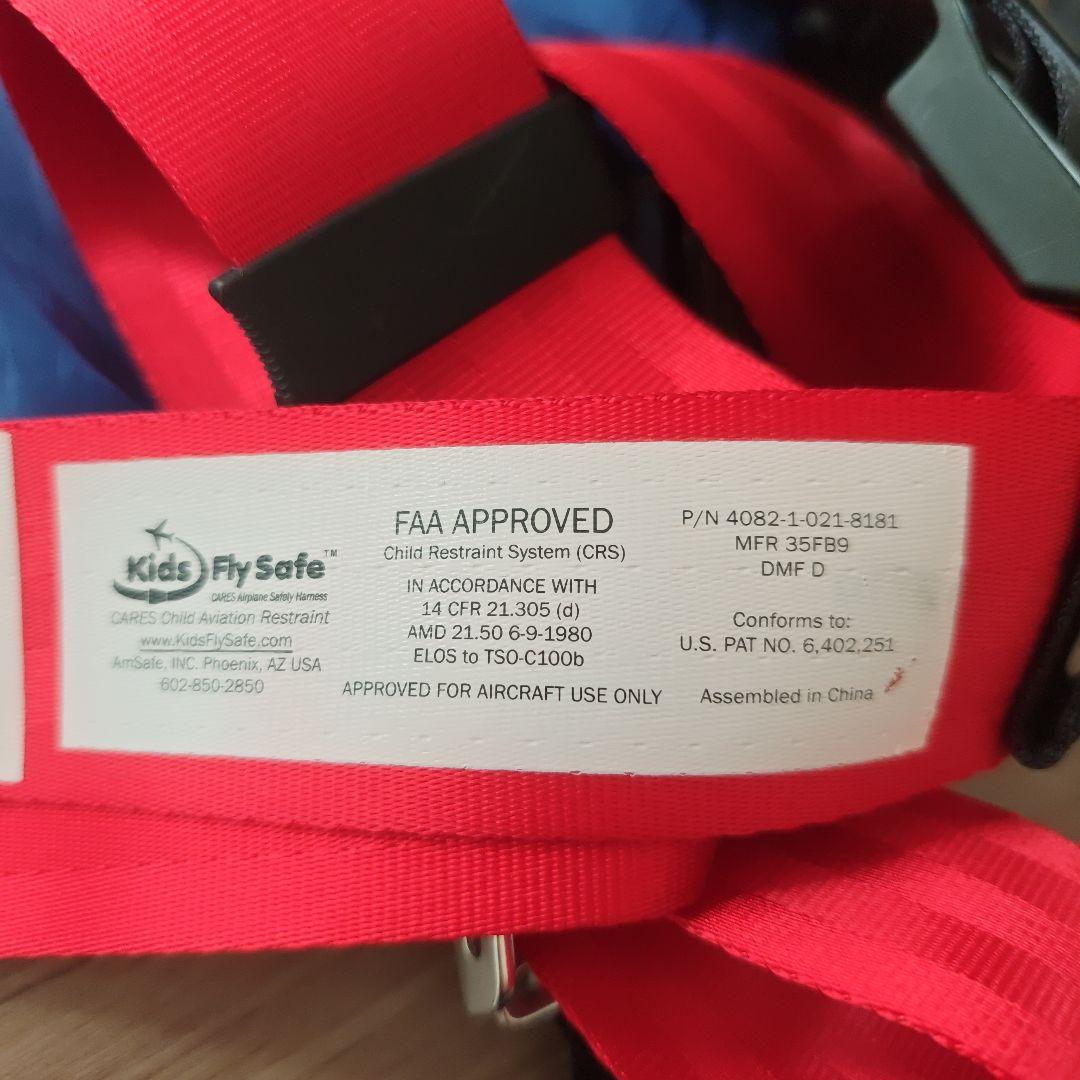 Kids Fly Safe™
CARES Airplane Safety Harness
CARES Child Aviation Restraint
www.KidsFlySafe.com
AmSafe, INC. Phoenix, AZ USA
602-850-2850
FAA APPROVED
Child Restraint System (CRS)
IN ACCORDANCE WITH
14 CFR 21.305 (d)
AMD 21.50 6-9-1980
ELOS to TSO-C100b
APPROVED FOR AIRCRAFT USE ONLY
P/N 4082-1-021-8181
MFR 35FB9
DMF D
Conforms to:
U.S. PAT NO. 6,402,251
Assembled in China